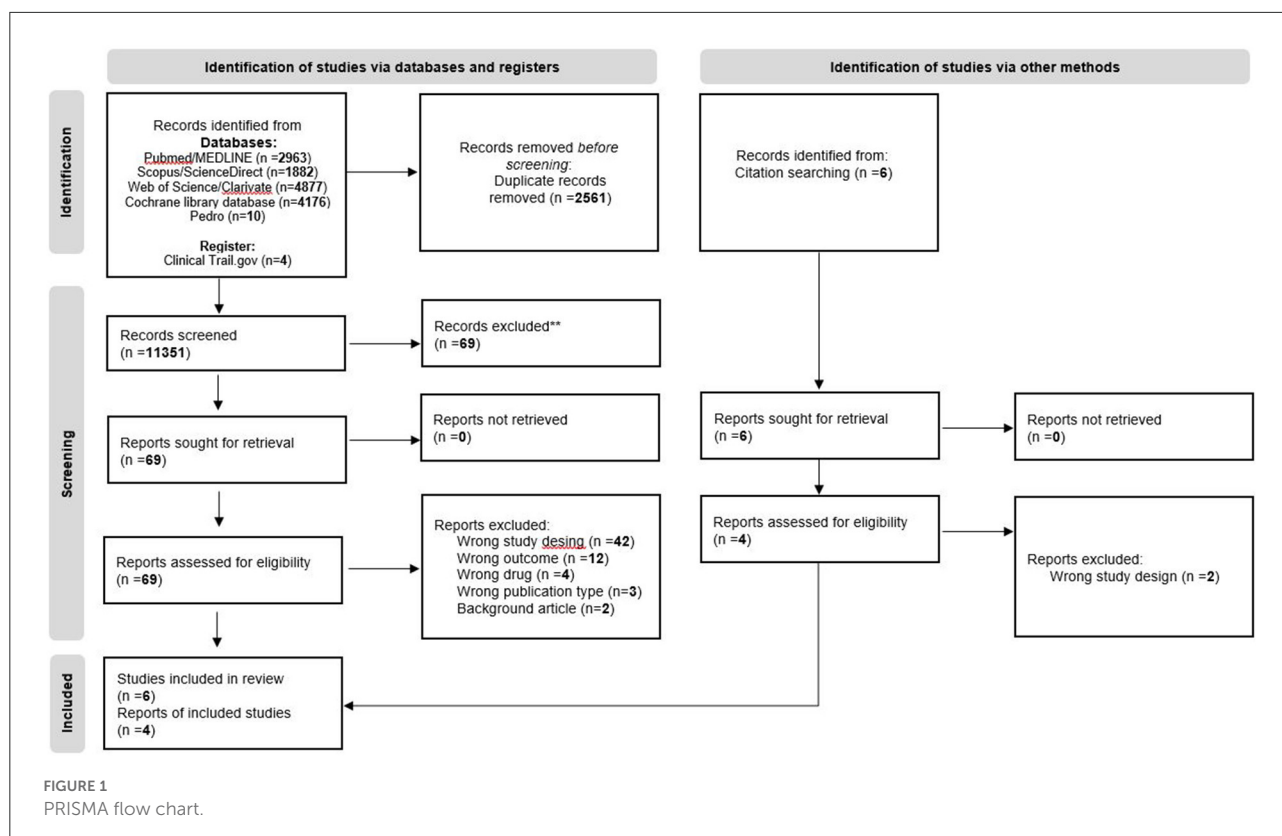 Identification of studies via databases and registers
Identification of studies via other methods
Identification
Records identified from
Databases:
Pubmed/MEDLINE (n =2963)
Scopus/ScienceDirect (n=1882)
Web of Science/Clarivate (n=4877)
Cochrane library database (n=4176)
Pedro (n=10)
Register:
Clinical Trail.gov (n=4)
Records removed before
screening:
Duplicate records
removed (n =2561)
Records identified from:
Citation searching (n =6)
Screening
Records screened
(n =11351)
Records excluded**
(n =69)
Reports sought for retrieval
(n =69)
Reports not retrieved
(n =0)
Reports sought for retrieval
(n =6)
Reports not retrieved
(n =0)
Reports assessed for eligibility
(n =69)
Reports excluded:
Wrong study desing (n =42)
Wrong outcome (n =12)
Wrong drug (n =4)
Wrong publication type (n=3)
Background article (n=2)
Reports assessed for eligibility
(n =4)
Reports excluded:
Wrong study design (n =2)
Included
Studies included in review
(n =6)
Reports of included studies
(n =4)
FIGURE 1
PRISMA flow chart.